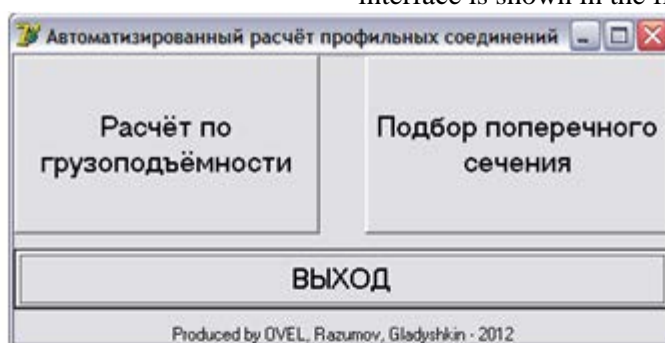 interface is shown in the
Автоматизированный расчёт профильных соединений
Расчёт по
грузоподъёмности
Подбор поперечного
сечения
ВЫХОД
Produced by OVEL, Razumov, Gladyshkin - 2012